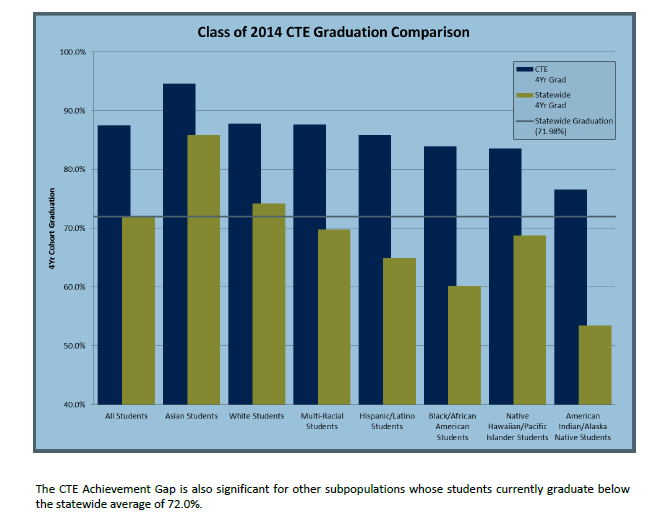 Class of 2014 CTE Graduation Comparison
100.0%
90.0%
80.0%
70.0%
60.0%
50.0%
40.0%
4Yr Cohort Graduation
CTE
4Yr Grad
Statewide
4Yr Grad
Statewide Graduation
(71.98%)
All Students
Asian Students
White Students
Multi-Racial
Students
Hispanic/Latino
Students
Black/African
American
Students
Native
Hawaiian/Pacific
Islander Students
American
Indian/Alaska
Native Students
The CTE Achievement Gap is also significant for other subpopulations whose students currently graduate below
the statewide average of 72.0%.